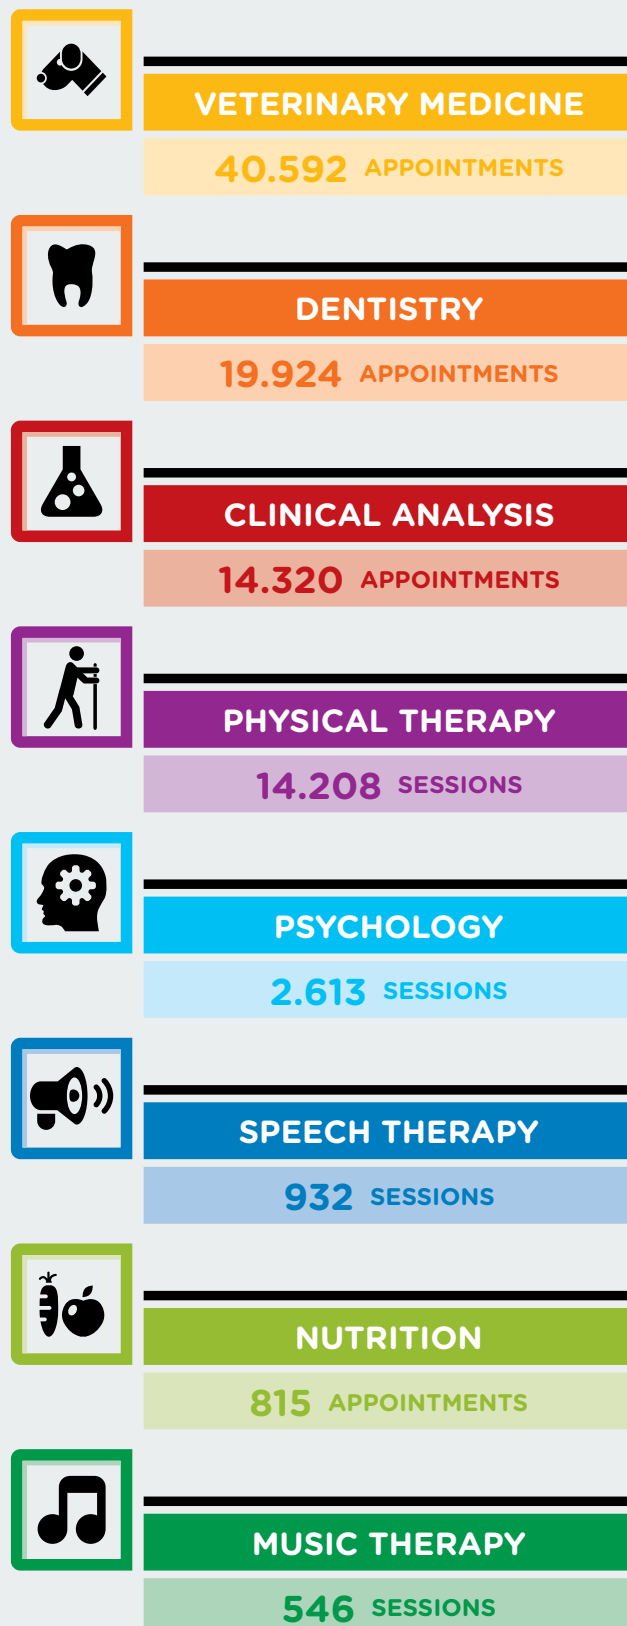 VETERINARY MEDICINE
40.592 APPOINTMENTS
DENTISTRY
19.924 APPOINTMENTS
CLINICAL ANALYSIS
14.320 APPOINTMENTS
PHYSICAL THERAPY
14.208 SESSIONS
PSYCHOLOGY
2.613 SESSIONS
SPEECH THERAPY
932 SESSIONS
NUTRITION
815 APPOINTMENTS
MUSIC THERAPY
546 SESSIONS